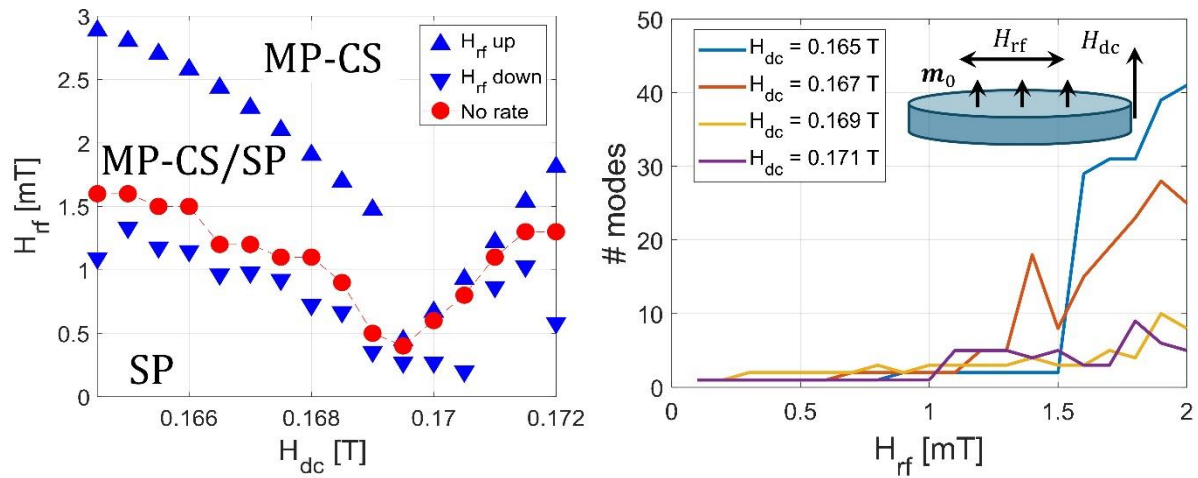 3
2.5
2
1.5
1
0.5
0
H_rf [mT]
0.166
0.168
0.17
0.172
H_dc [T]
MP-CS
MP-CS/SP
SP
H_rf up
H_rf down
No rate
50
40
30
20
10
0
# modes
0
0.5
1
1.5
2
H_rf [mT]
H_dc = 0.165 T
H_dc = 0.167 T
H_dc = 0.169 T
H_dc = 0.171 T
H_rf
H_dc
m_0